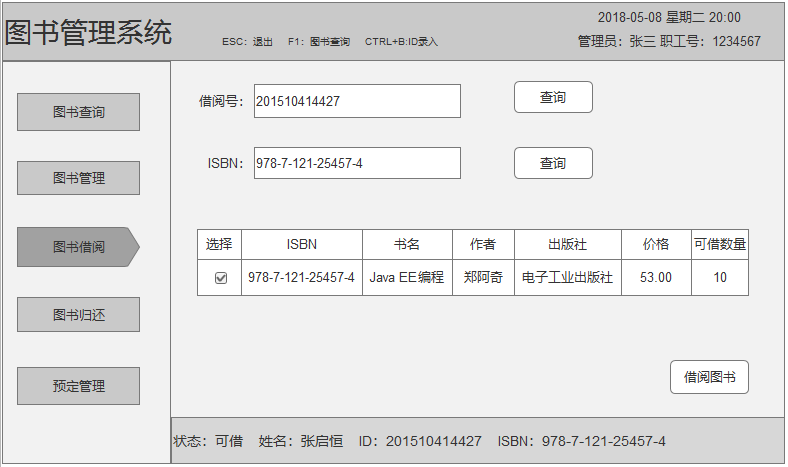 图书管理系统
ESC：退出 F1：图书查询 CTRL+B:ID录入
2018-05-08 星期二 20:00
管理员：张三 职工号：1234567
图书查询
图书管理
图书借阅
图书归还
预定管理
借阅号： 201510414427 查询
ISBN： 978-7-121-25457-4 查询
选择 ISBN 书名 作者 出版社 价格 可借数量
978-7-121-25457-4 Java EE编程 郑阿奇 电子工业出版社 53.00 10
借阅图书
状态：可借 姓名：张启恒 ID：201510414427 ISBN：978-7-121-25457-4